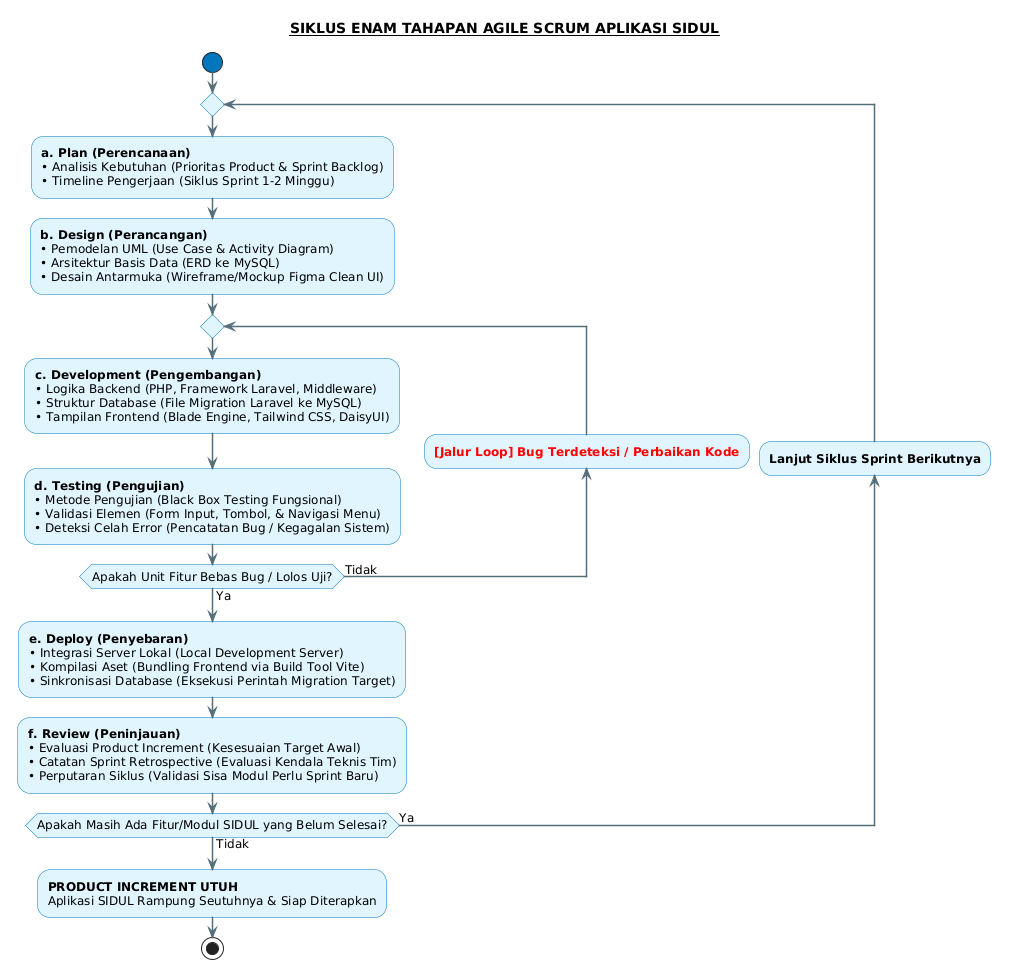 SIKLUS ENAM TAHAPAN AGILE SCRUM APLIKASI SIDUL
a. Plan (Perencanaan)
• Analisis Kebutuhan (Prioritas Product & Sprint Backlog)
• Timeline Pengerjaan (Siklus Sprint 1-2 Minggu)
b. Design (Perancangan)
• Pemodelan UML (Use Case & Activity Diagram)
• Arsitektur Basis Data (ERD ke MySQL)
• Desain Antarmuka (Wireframe/Mockup Figma Clean UI)
c. Development (Pengembangan)
• Logika Backend (PHP, Framework Laravel, Middleware)
• Struktur Database (File Migration Laravel ke MySQL)
• Tampilan Frontend (Blade Engine, Tailwind CSS, DaisyUI)
[Jalur Loop] Bug Terdeteksi / Perbaikan Kode
Lanjut Siklus Sprint Berikutnya
d. Testing (Pengujian)
• Metode Pengujian (Black Box Testing Fungsional)
• Validasi Elemen (Form Input, Tombol, & Navigasi Menu)
• Deteksi Celah Error (Pencatatan Bug / Kegagalan Sistem)
Apakah Unit Fitur Bebas Bug / Lolos Uji?
Tidak
Ya
e. Deploy (Penyebaran)
• Integrasi Server Lokal (Local Development Server)
• Kompilasi Aset (Bundling Frontend via Build Tool Vite)
• Sinkronisasi Database (Eksekusi Perintah Migration Target)
f. Review (Peninjauan)
• Evaluasi Product Increment (Kesesuaian Target Awal)
• Catatan Sprint Retrospective (Evaluasi Kendala Teknis Tim)
• Perputaran Siklus (Validasi Sisa Modul Perlu Sprint Baru)
Apakah Masih Ada Fitur/Modul SIDUL yang Belum Selesai?
Ya
Tidak
PRODUCT INCREMENT UTUH
Aplikasi SIDUL Rampung Seutuhnya & Siap Diterapkan